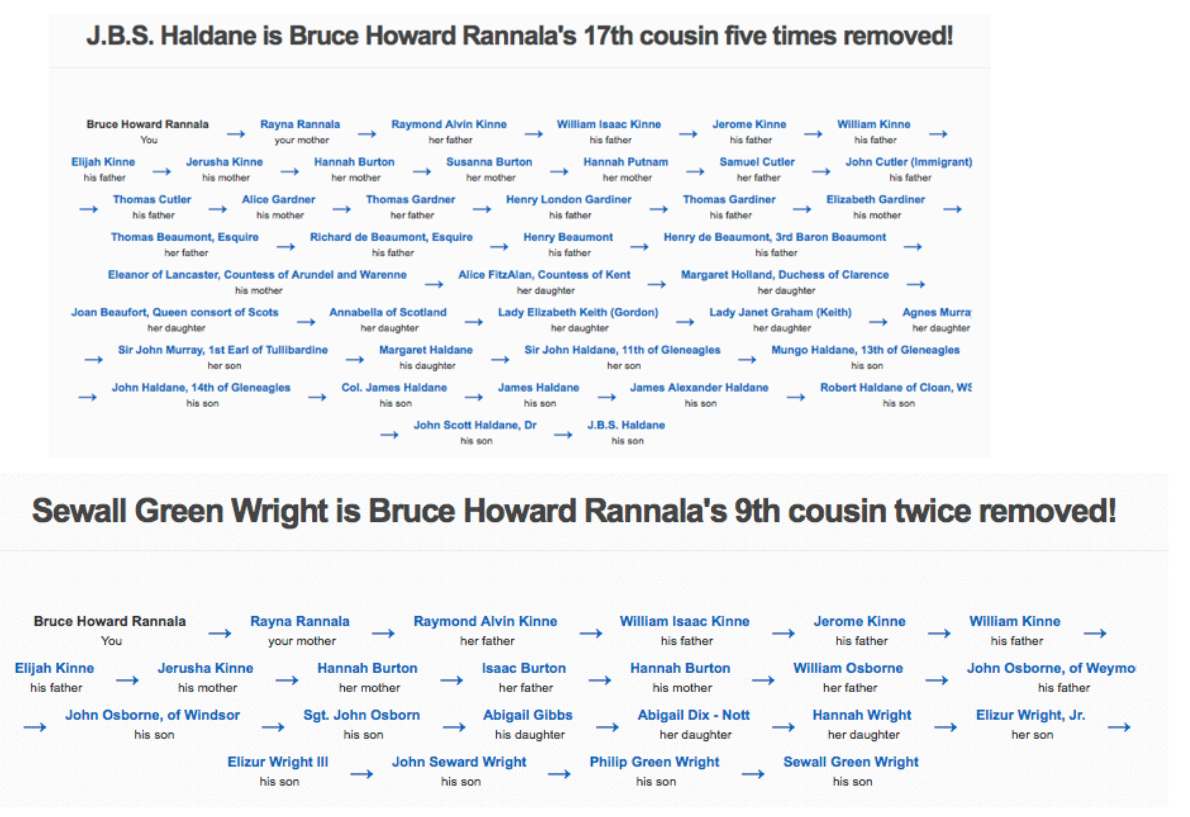 J.B.S. Haldane is Bruce Howard Rannala's 17th cousin five times removed!
Bruce Howard Rannala → Rayna Rannala → Raymond Alvin Kinne → William Isaac Kinne → Jerome Kinne → William Kinne →
You your mother her father his father his father his father
Elijah Kinne → Jerusha Kinne → Hannah Burton → Susanna Burton → Hannah Putnam → Samuel Cutler → John Cutler (Immigrant)
his father his mother her mother her mother her mother her father his father
→ Thomas Cutler → Alice Gardner → Thomas Gardner → Henry London Gardiner → Thomas Gardiner → Elizabeth Gardiner →
his father his mother her father his father his father his mother
Thomas Beaumont, Esquire → Richard de Beaumont, Esquire → Henry Beaumont → Henry de Beaumont, 3rd Baron Beaumont →
her father his father his father his father
Eleanor of Lancaster, Countess of Arundel and Warenne → Alice FitzAlan, Countess of Kent → Margaret Holland, Duchess of Clarence →
his mother her daughter her daughter
Joan Beaufort, Queen consort of Scots → Annabella of Scotland → Lady Elizabeth Keith (Gordon) → Lady Janet Graham (Keith) → Agnes Murra
her daughter her daughter her daughter her daughter her daughter
→ Sir John Murray, 1st Earl of Tullibardine → Margaret Haldane → Sir John Haldane, 11th of Gleneagles → Mungo Haldane, 13th of Gleneagles
her son his daughter her son his son
→ John Haldane, 14th of Gleneagles → Col. James Haldane → James Haldane → James Alexander Haldane → Robert Haldane of Cloan, WS
his son his son his son his son his son
→ John Scott Haldane, Dr → J.B.S. Haldane
his son his son
Sewall Green Wright is Bruce Howard Rannala's 9th cousin twice removed!
Bruce Howard Rannala → Rayna Rannala → Raymond Alvin Kinne → William Isaac Kinne → Jerome Kinne → William Kinne →
You your mother her father his father his father his father
Elijah Kinne → Jerusha Kinne → Hannah Burton → Isaac Burton → Hannah Burton → William Osborne → John Osborne, of Weymo
his father his mother her mother her father his mother her father his father
→ John Osborne, of Windsor → Sgt. John Osborn → Abigail Gibbs → Abigail Dix - Nott → Hannah Wright → Elizur Wright, Jr. →
his son his son his daughter her daughter her daughter her son
Elizur Wright III → John Seward Wright → Philip Green Wright → Sewall Green Wright
his son his son his son his son